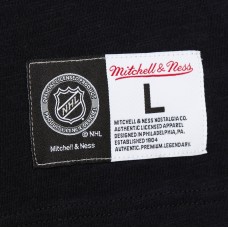 NHL
© NHL
Mitchell & Ness
Mitchell & Ness
L
MITCHELL & NESS NOSTALGIA CO.
AUTHENTIC LICENSED APPAREL
DESIGNED IN PHILADELPHIA, PA.
ESTABLISHED 1904
AUTHENTIC, PREMIUM, LEGENDARY.